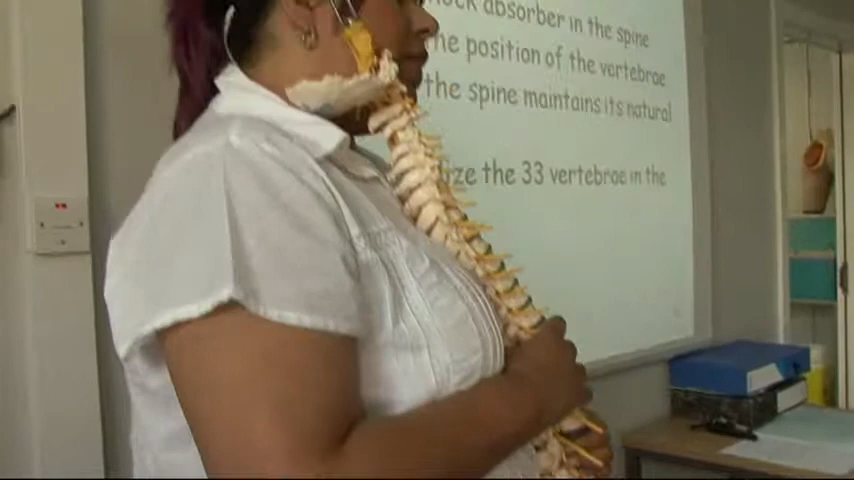 absorber in the spine
the position of the vertebrae
the spine maintains its natural
the 33 vertebrae in the